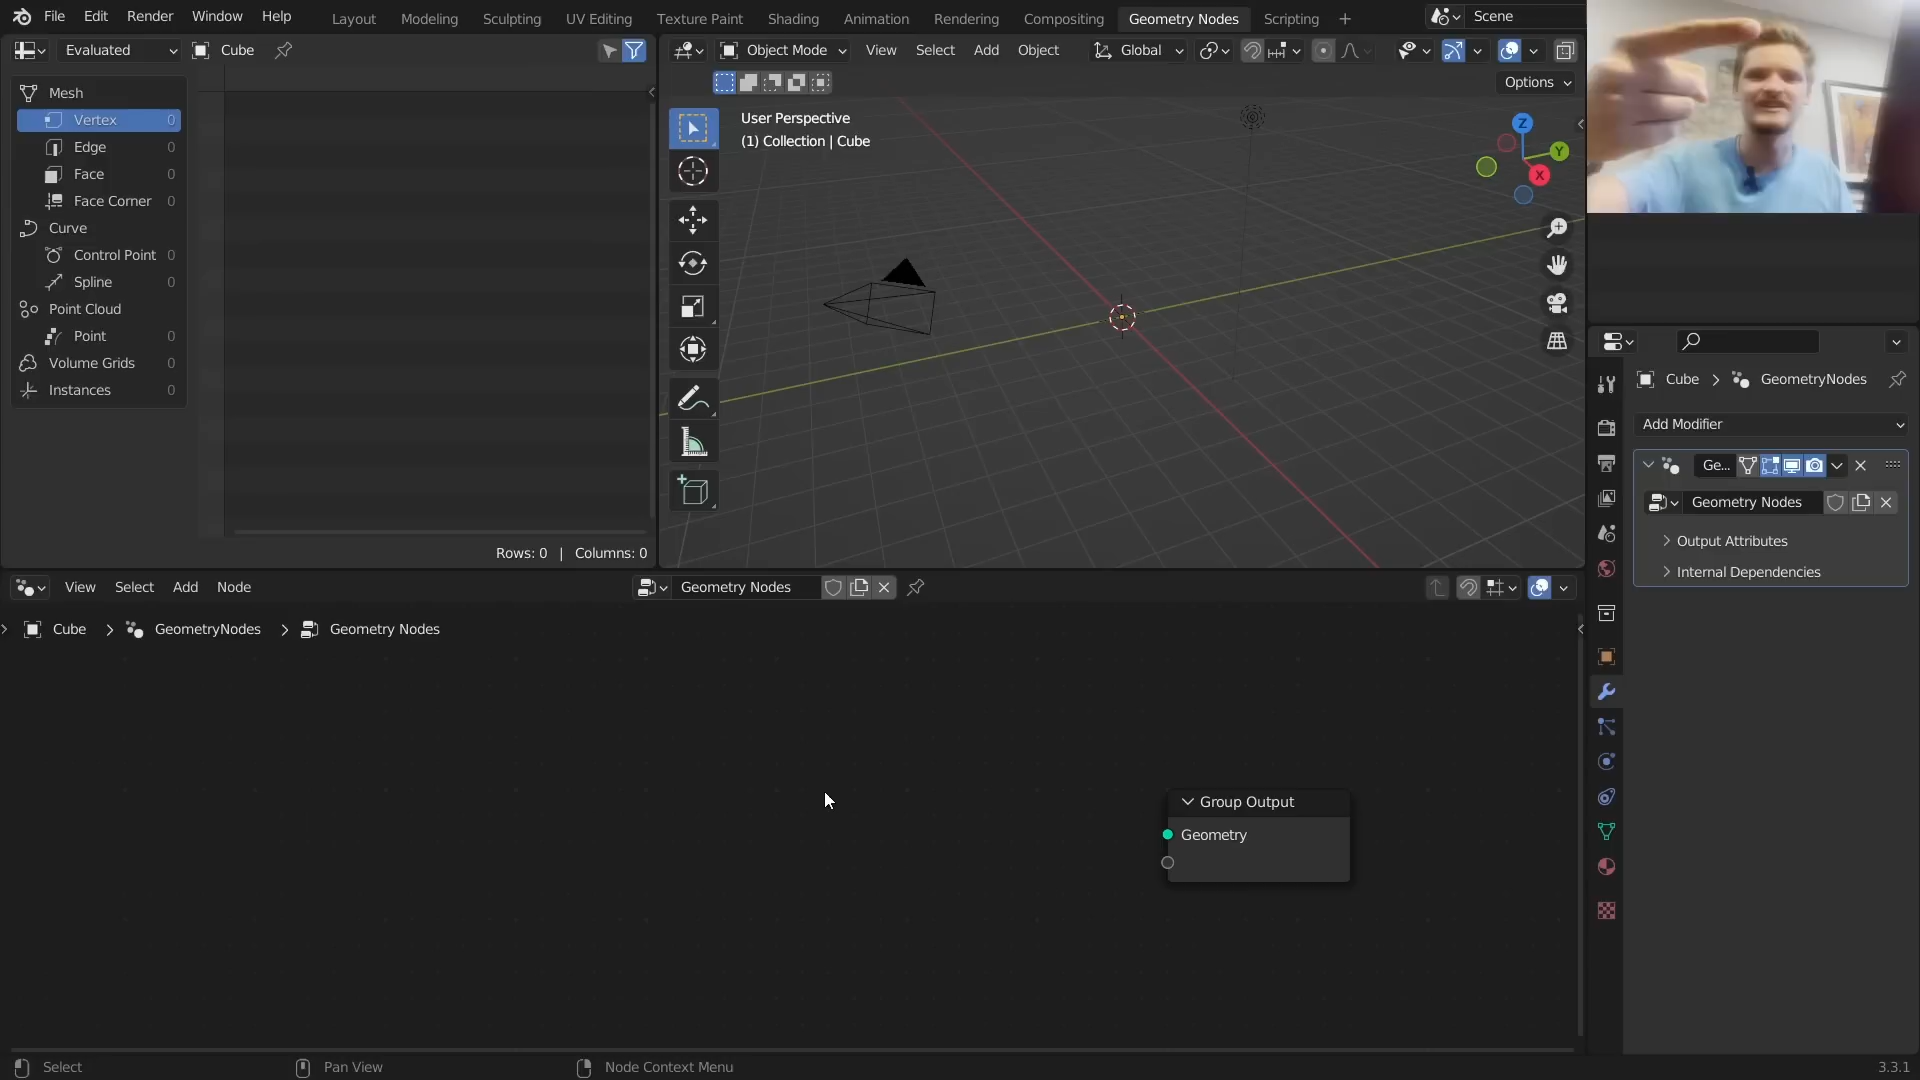 File Edit Render Window Help
Layout Modeling Sculpting UV Editing Texture Paint Shading Animation Rendering Compositing Geometry Nodes Scripting +
Scene
Evaluated Cube
Object Mode View Select Add Object Global
Options
Mesh
Vertex 0
Edge 0
Face 0
Face Corner 0
Curve
Control Point 0
Spline 0
Point Cloud
Point 0
Volume Grids 0
Instances 0
Rows: 0 | Columns: 0
User Perspective
(1) Collection | Cube
Z
Y
X
Cube > GeometryNodes
Add Modifier
Ge...
Geometry Nodes
Output Attributes
Internal Dependencies
View Select Add Node
Geometry Nodes
Cube > GeometryNodes > Geometry Nodes
Group Output
Geometry
Select Pan View Node Context Menu 3.3.1